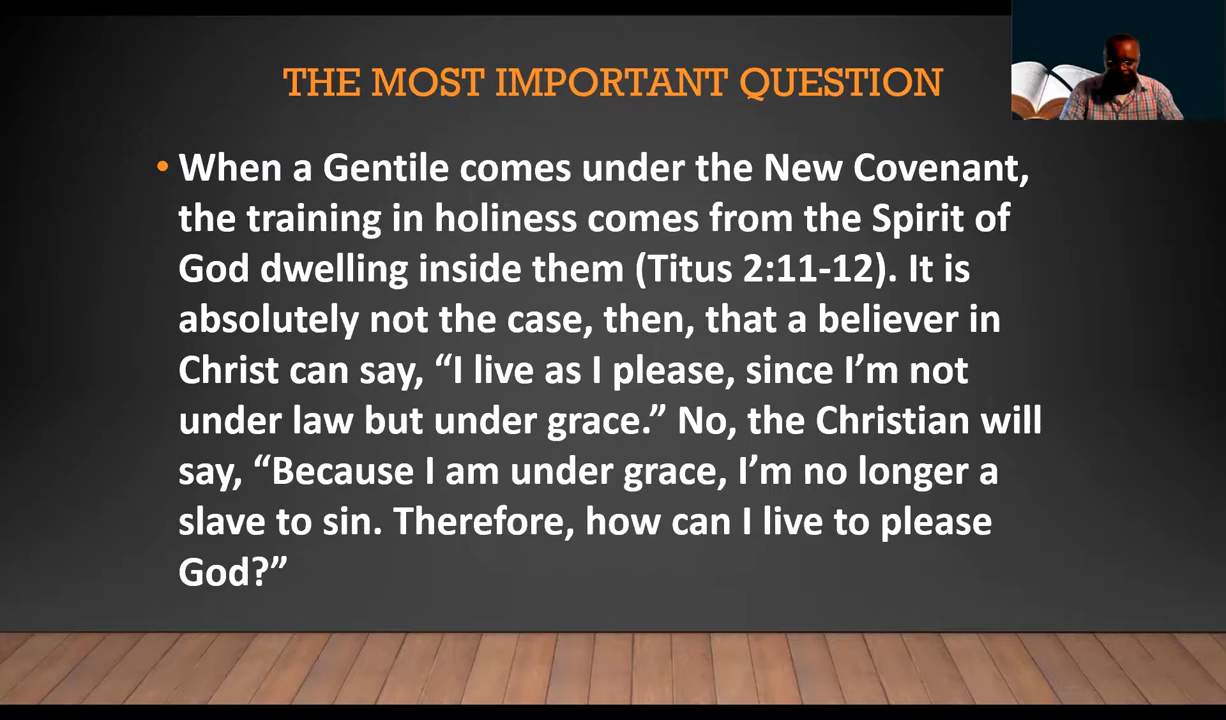 THE MOST IMPORTANT QUESTION
• When a Gentile comes under the New Covenant,
the training in holiness comes from the Spirit of
God dwelling inside them (Titus 2:11-12). It is
absolutely not the case, then, that a believer in
Christ can say, “I live as I please, since I’m not
under law but under grace.” No, the Christian will
say, “Because I am under grace, I’m no longer a
slave to sin. Therefore, how can I live to please
God?”